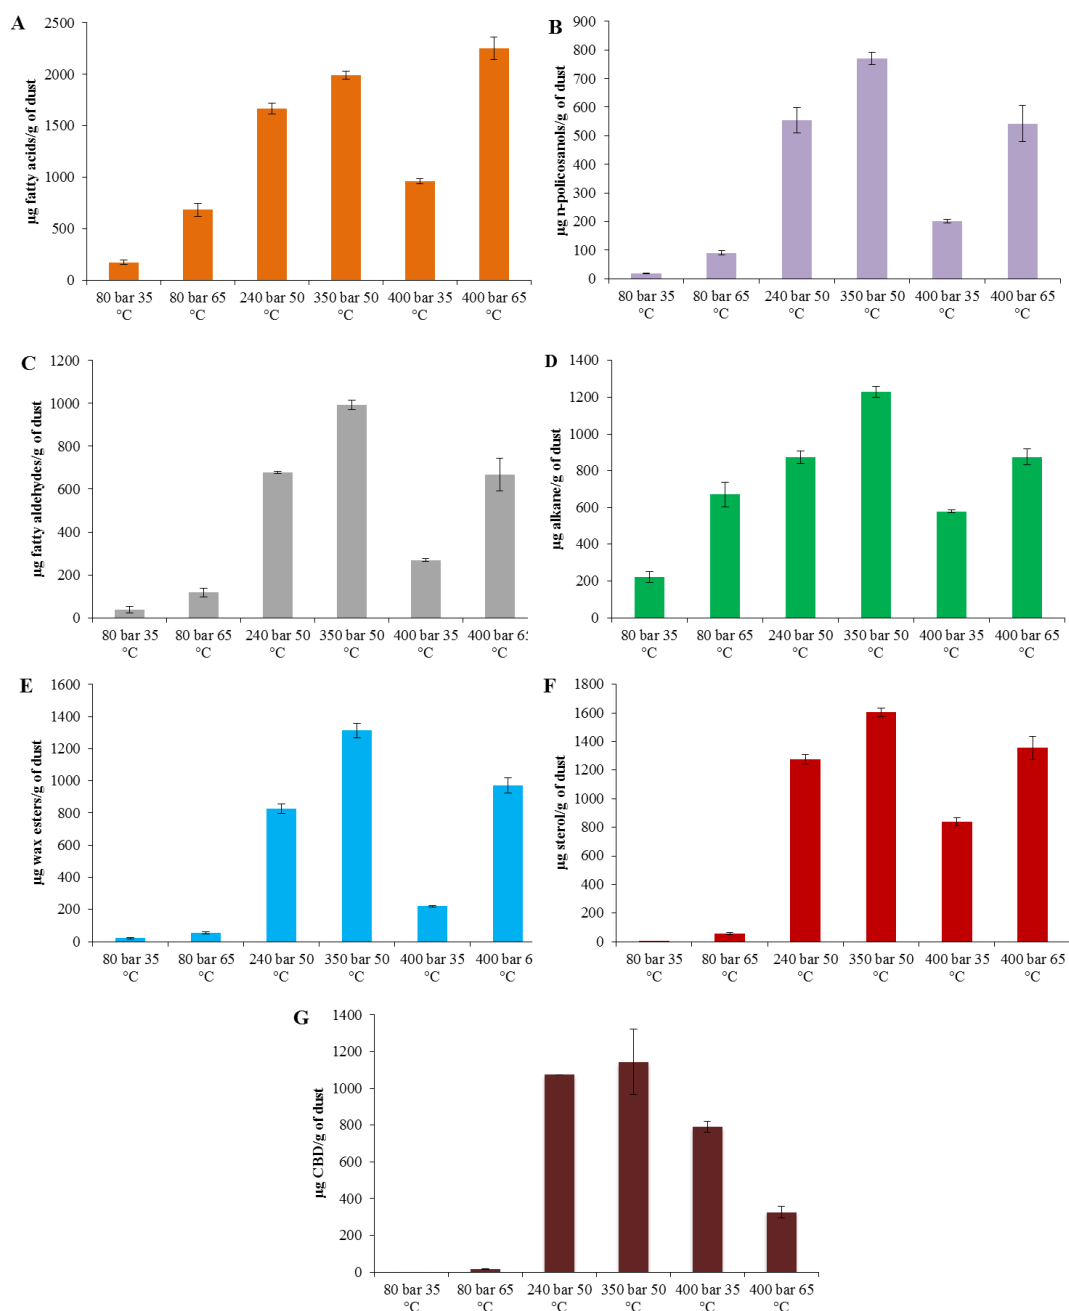 A
µg fatty acids/g of dust
2500
2000
1500
1000
500
0
80 bar 35 °C
80 bar 65 °C
240 bar 50 °C
350 bar 50 °C
400 bar 35 °C
400 bar 65 °C
B
µg n-policosanols/g of dust
900
800
700
600
500
400
300
200
100
0
80 bar 35 °C
80 bar 65 °C
240 bar 50 °C
350 bar 50 °C
400 bar 35 °C
400 bar 65 °C
C
µg fatty aldehydes/g of dust
1200
1000
800
600
400
200
0
80 bar 35 °C
80 bar 65 °C
240 bar 50 °C
350 bar 50 °C
400 bar 35 °C
400 bar 65 °C
D
µg alkane/g of dust
1400
1200
1000
800
600
400
200
0
80 bar 35 °C
80 bar 65 °C
240 bar 50 °C
350 bar 50 °C
400 bar 35 °C
400 bar 65 °C
E
µg wax esters/g of dust
1600
1400
1200
1000
800
600
400
200
0
80 bar 35 °C
80 bar 65 °C
240 bar 50 °C
350 bar 50 °C
400 bar 35 °C
400 bar 6 °C
F
µg sterol/g of dust
1800
1600
1400
1200
1000
800
600
400
200
0
80 bar 35 °C
80 bar 65 °C
240 bar 50 °C
350 bar 50 °C
400 bar 35 °C
400 bar 65 °C
G
µg CBD/g of dust
1400
1200
1000
800
600
400
200
0
80 bar 35 °C
80 bar 65 °C
240 bar 50 °C
350 bar 50 °C
400 bar 35 °C
400 bar 65 °C